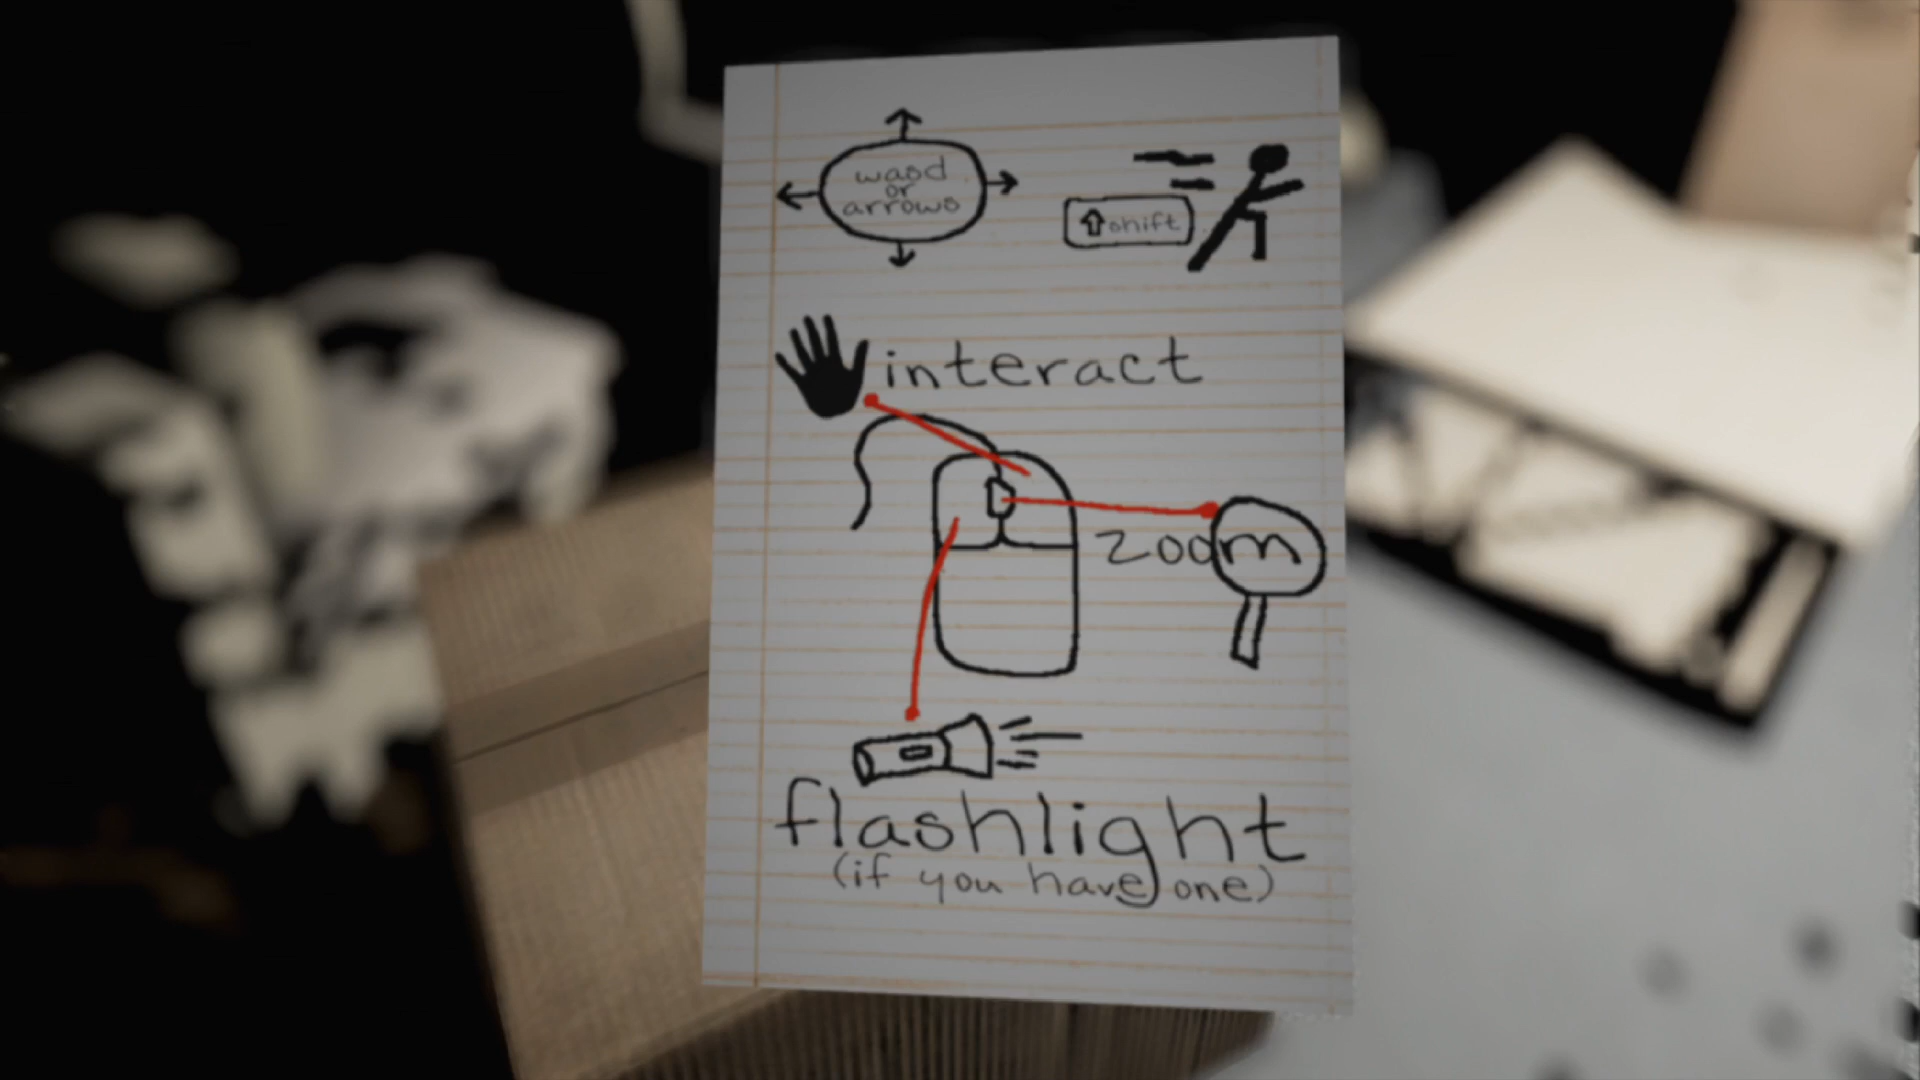 wasd
or
arrows
shift
interact
zoom
flashlight
(if you have one)